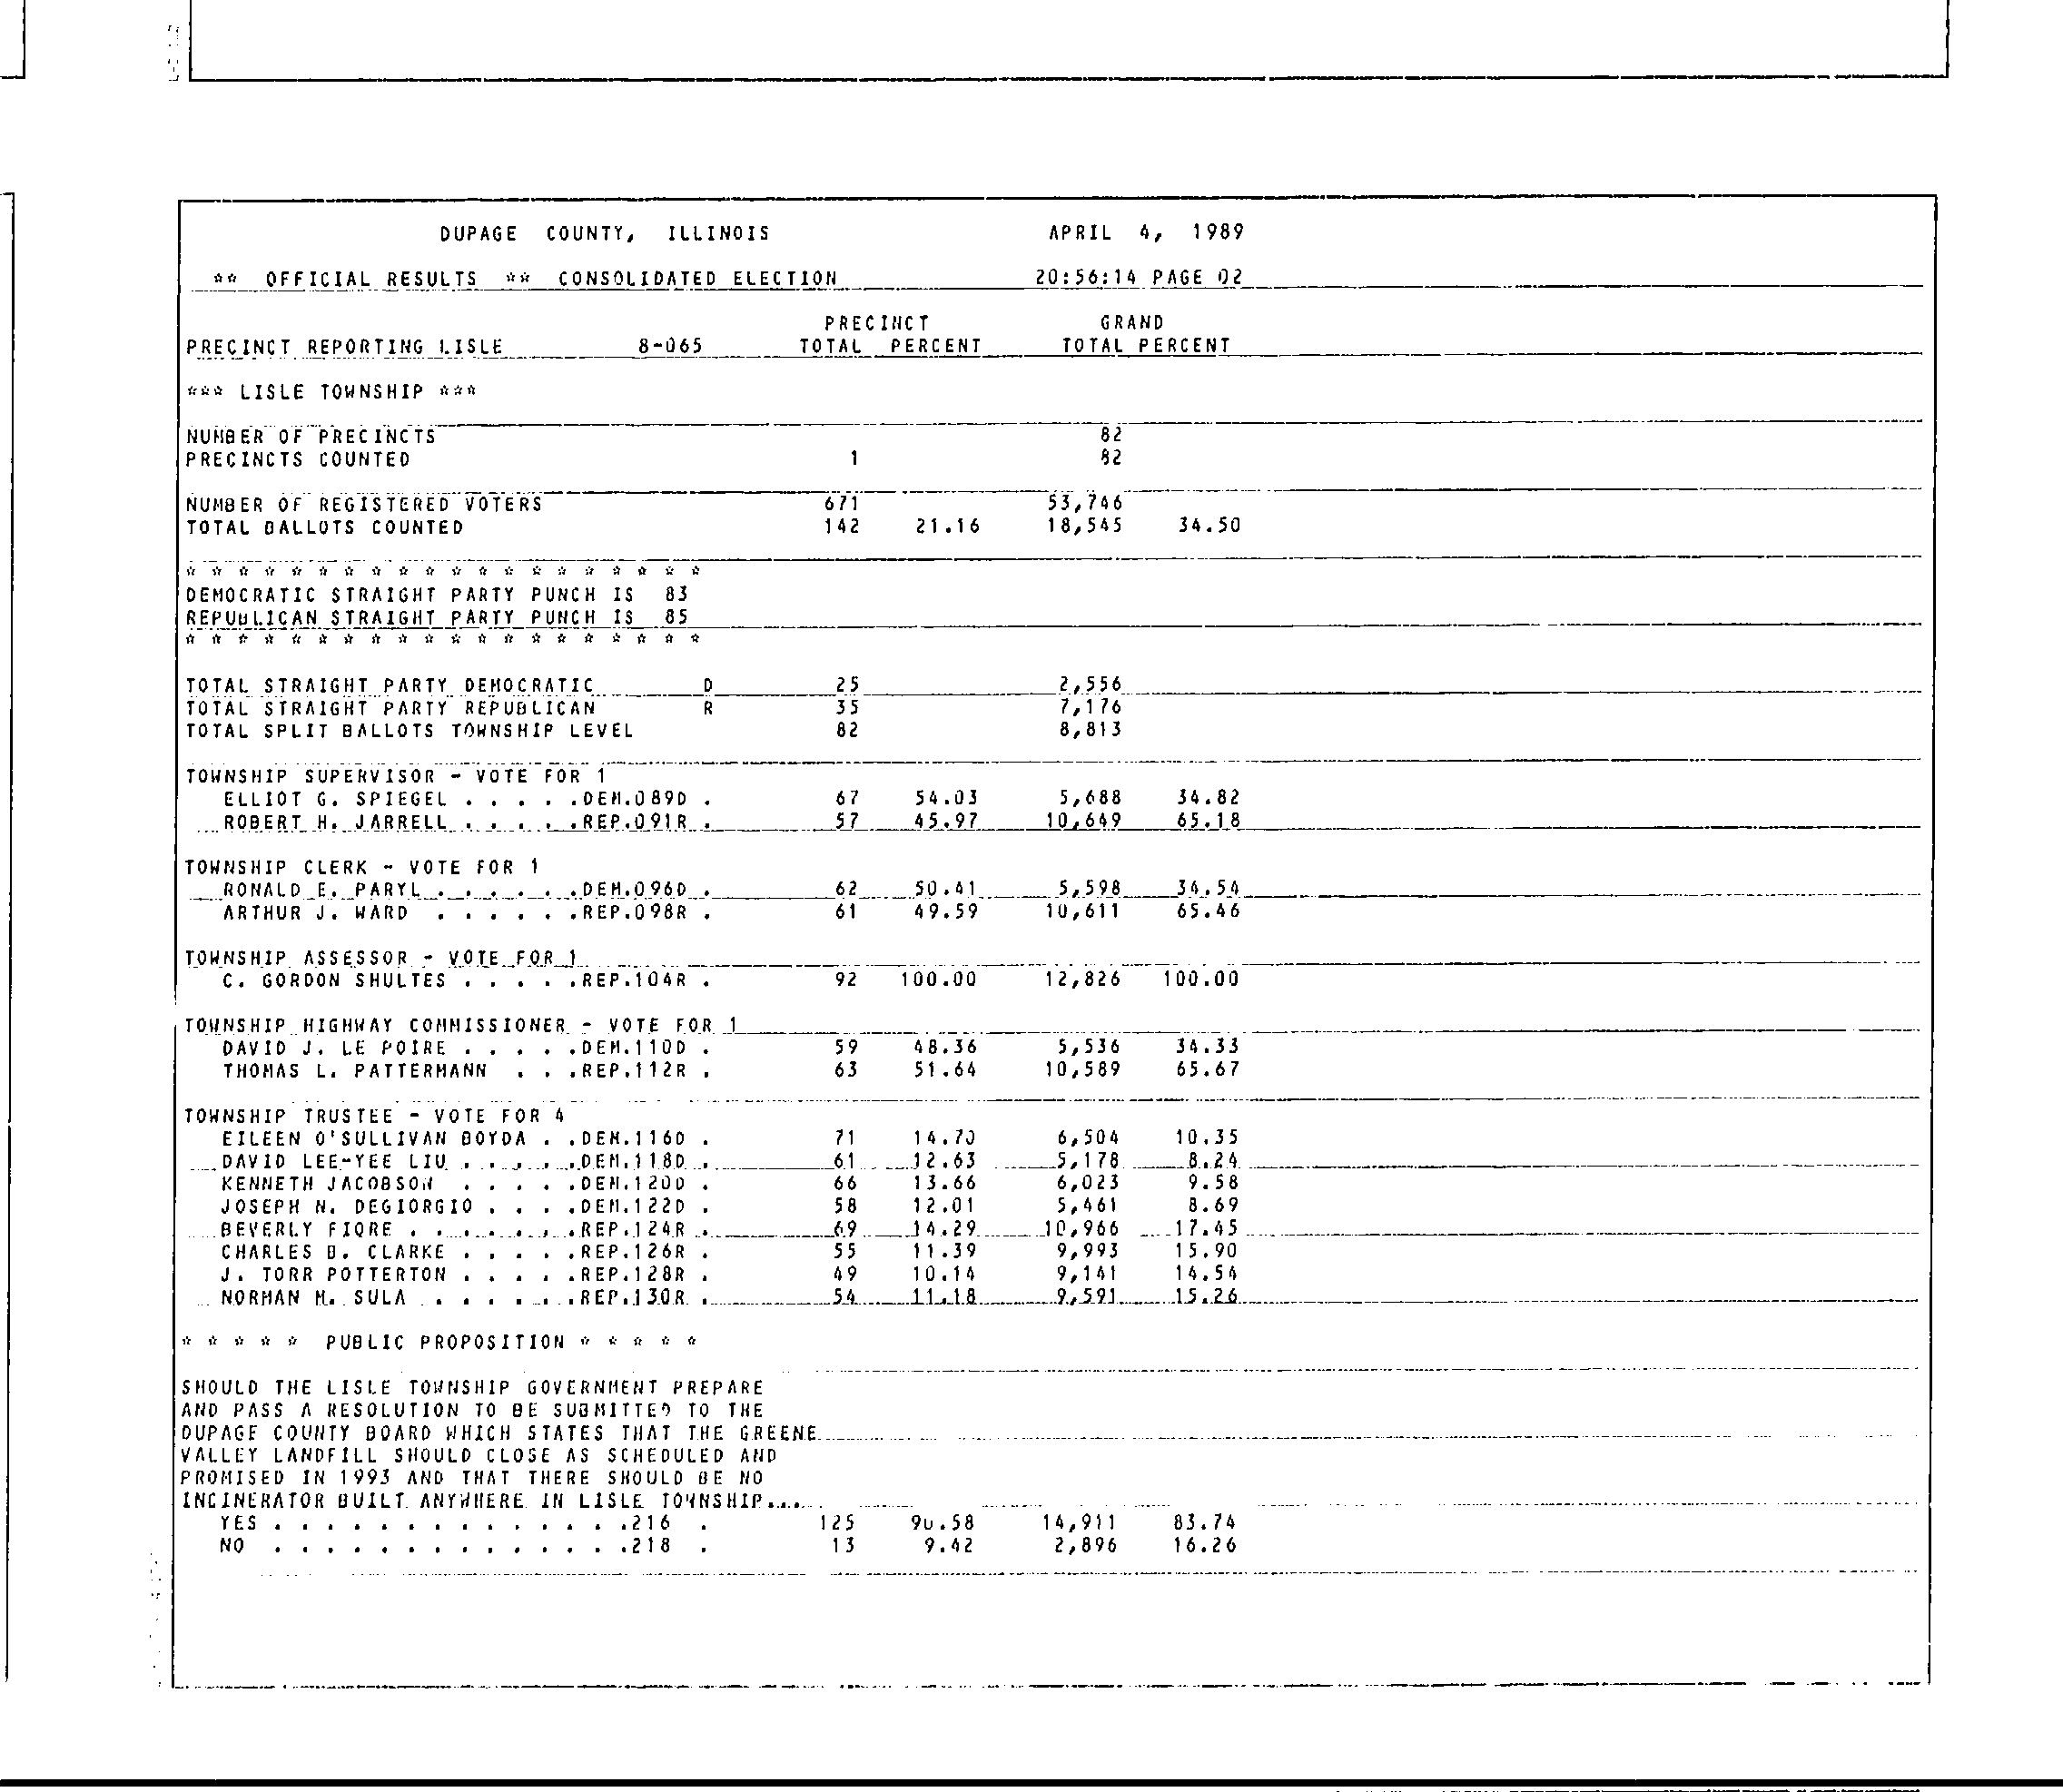 DUPAGE COUNTY, ILLINOIS APRIL 4, 1989
** OFFICIAL RESULTS ** CONSOLIDATED ELECTION 20:56:14 PAGE 02
PRECINCT GRAND
PRECINCT REPORTING LISLE 8-065 TOTAL PERCENT TOTAL PERCENT
*** LISLE TOWNSHIP ***
NUMBER OF PRECINCTS 82
PRECINCTS COUNTED 1 82
NUMBER OF REGISTERED VOTERS 671 53,746
TOTAL BALLOTS COUNTED 142 21.16 18,545 34.50
* * * * * * * * * * * * * * * * * * * *
DEMOCRATIC STRAIGHT PARTY PUNCH IS 83
REPUBLICAN STRAIGHT PARTY PUNCH IS 85
* * * * * * * * * * * * * * * * * * * *
TOTAL STRAIGHT PARTY DEMOCRATIC D 25 2,556
TOTAL STRAIGHT PARTY REPUBLICAN R 35 7,176
TOTAL SPLIT BALLOTS TOWNSHIP LEVEL 82 8,813
TOWNSHIP SUPERVISOR - VOTE FOR 1
ELLIOT G. SPIEGEL . . . . .DEM.089D . 67 54.03 5,688 34.82
ROBERT H. JARRELL . . . . .REP.091R . 57 45.97 10,649 65.18
TOWNSHIP CLERK - VOTE FOR 1
RONALD E. PARYL . . . . . .DEM.096D . 62 50.41 5,598 34.54
ARTHUR J. WARD . . . . . .REP.098R . 61 49.59 10,611 65.46
TOWNSHIP ASSESSOR - VOTE FOR 1
C. GORDON SHULTES . . . . .REP.104R . 92 100.00 12,826 100.00
TOWNSHIP HIGHWAY COMMISSIONER - VOTE FOR 1
DAVID J. LE POIRE . . . . .DEM.110D . 59 48.36 5,536 34.33
THOMAS L. PATTERMANN . . .REP.112R . 63 51.64 10,589 65.67
TOWNSHIP TRUSTEE - VOTE FOR 4
EILEEN O'SULLIVAN BOYDA . .DEM.116D . 71 14.73 6,504 10.35
DAVID LEE-YEE LIU . . . . .DEM.118D . 61 12.63 5,178 8.24
KENNETH JACOBSON . . . . .DEM.120D . 66 13.66 6,023 9.58
JOSEPH N. DEGIORGIO . . . .DEM.122D . 58 12.01 5,461 8.69
BEVERLY FIORE . . . . . . .REP.124R . 69 14.29 10,966 17.45
CHARLES B. CLARKE . . . . .REP.126R . 55 11.39 9,993 15.90
J. TORR POTTERTON . . . . .REP.128R . 49 10.14 9,141 14.54
NORMAN M. SULA . . . . . .REP.130R . 54 11.18 9,591 15.26
* * * * * PUBLIC PROPOSITION * * * * *
SHOULD THE LISLE TOWNSHIP GOVERNMENT PREPARE
AND PASS A RESOLUTION TO BE SUBMITTED TO THE
DUPAGE COUNTY BOARD WHICH STATES THAT THE GREENE
VALLEY LANDFILL SHOULD CLOSE AS SCHEDULED AND
PROMISED IN 1993 AND THAT THERE SHOULD BE NO
INCINERATOR BUILT ANYWHERE IN LISLE TOWNSHIP...
YES . . . . . . . . . . . . . .216 . 125 90.58 14,911 83.74
NO . . . . . . . . . . . . . .218 . 13 9.42 2,896 16.26